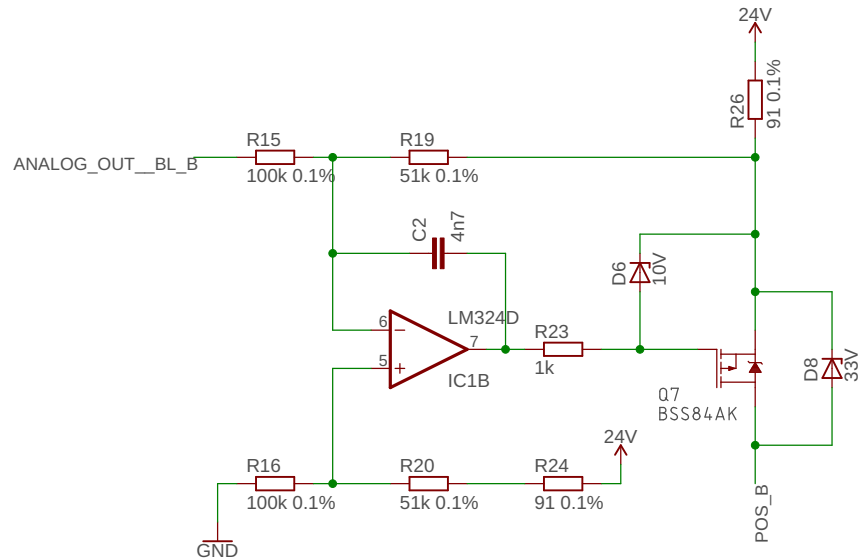 24V
R26
91 0.1%
R15
R19
ANALOG_OUT__BL_B
100k 0.1%
51k 0.1%
C2
4n7
D6
10V
LM324D
6
7
5
R23
1k
IC1B
D8
33V
Q7
BSS84AK
24V
R16
R20
R24
100k 0.1%
51k 0.1%
91 0.1%
POS_B
GND